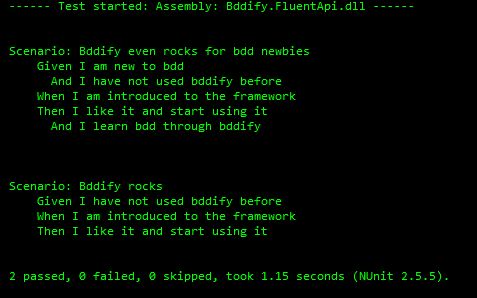 ------ Test started: Assembly: Bddify.FluentApi.dll ------
Scenario: Bddify even rocks for bdd newbies
Given I am new to bdd
And I have not used bddify before
When I am introduced to the framework
Then I like it and start using it
And I learn bdd through bddify
Scenario: Bddify rocks
Given I have not used bddify before
When I am introduced to the framework
Then I like it and start using it
2 passed, 0 failed, 0 skipped, took 1.15 seconds (NUnit 2.5.5).